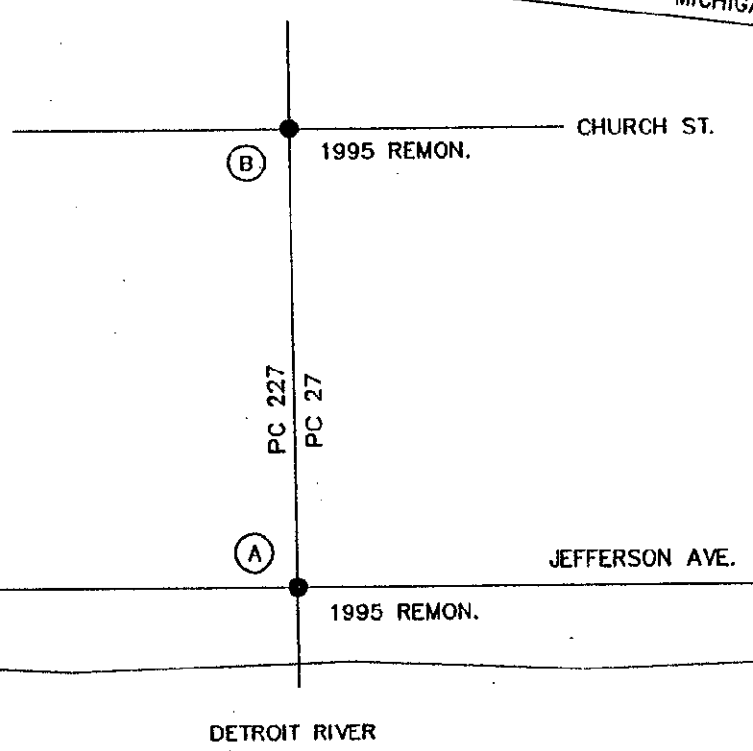 CHURCH ST.
1995 REMON.
B
PC 227
PC 27
A
JEFFERSON AVE.
1995 REMON.
DETROIT RIVER